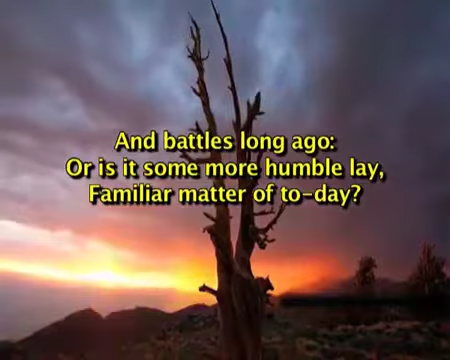 And battles long ago:
Or is it some more humble lay,
Familiar matter of to-day?